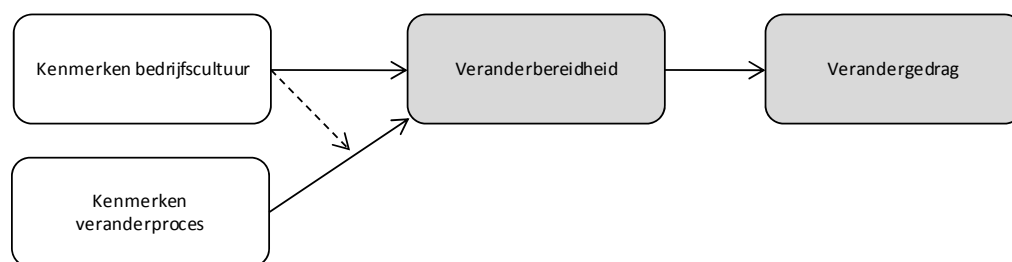 Kenmerken bedrijfscultuur
Veranderbereidheid
Verandergedrag
Kenmerken
veranderproces